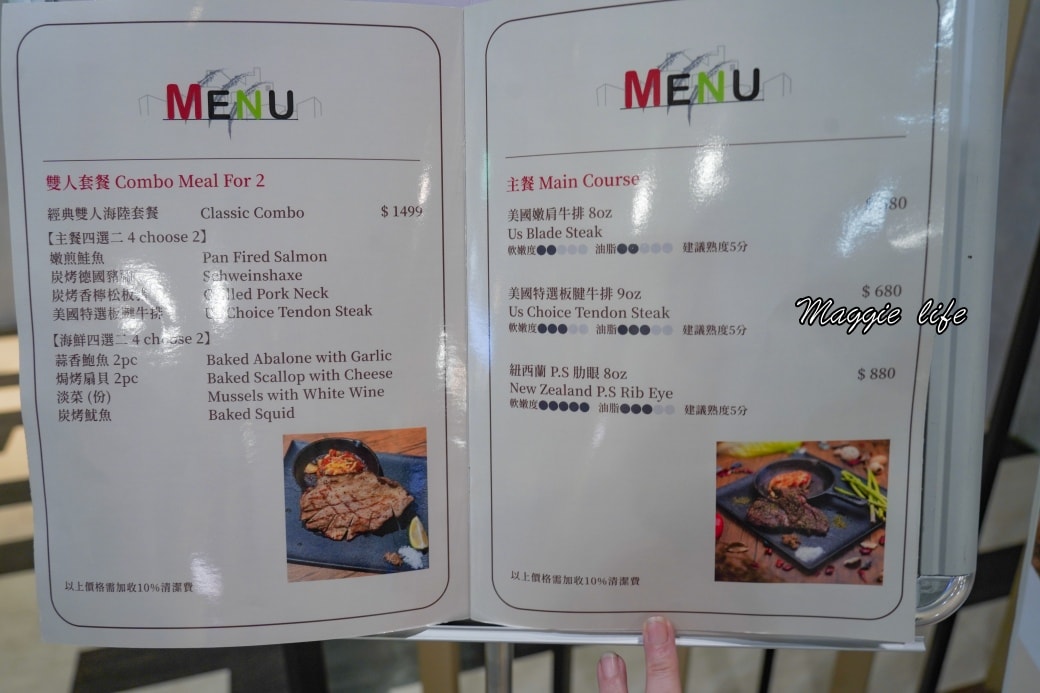 MENU
雙人套餐 Combo Meal For 2
經典雙人海陸套餐 Classic Combo $ 1499
【主餐四選二 4 choose 2】
嫩煎鮭魚 Pan Fired Salmon
炭烤德國豬 Schweinshaxe
炭烤香檸松板 Pork Neck
美國特選板腱牛排 Choice Tendon Steak
【海鮮四選二 4 choose 2】
蒜香鮑魚 2pc Baked Abalone with Garlic
焗烤扇貝 2pc Baked Scallop with Cheese
淡菜 (份) Mussels with White Wine
炭烤魷魚 Baked Squid
以上價格需加收10%清潔費
MENU
主餐 Main Course
美國嫩肩牛排 8oz
Us Blade Steak
軟嫩度 油脂 建議熟度5分
美國特選板腱牛排 9oz $ 680
Us Choice Tendon Steak
軟嫩度 油脂 建議熟度5分
紐西蘭 P.S 肋眼 8oz $ 880
New Zealand P.S Rib Eye
軟嫩度 油脂 建議熟度5分
以上價格需加收10%清潔費
Maggie life